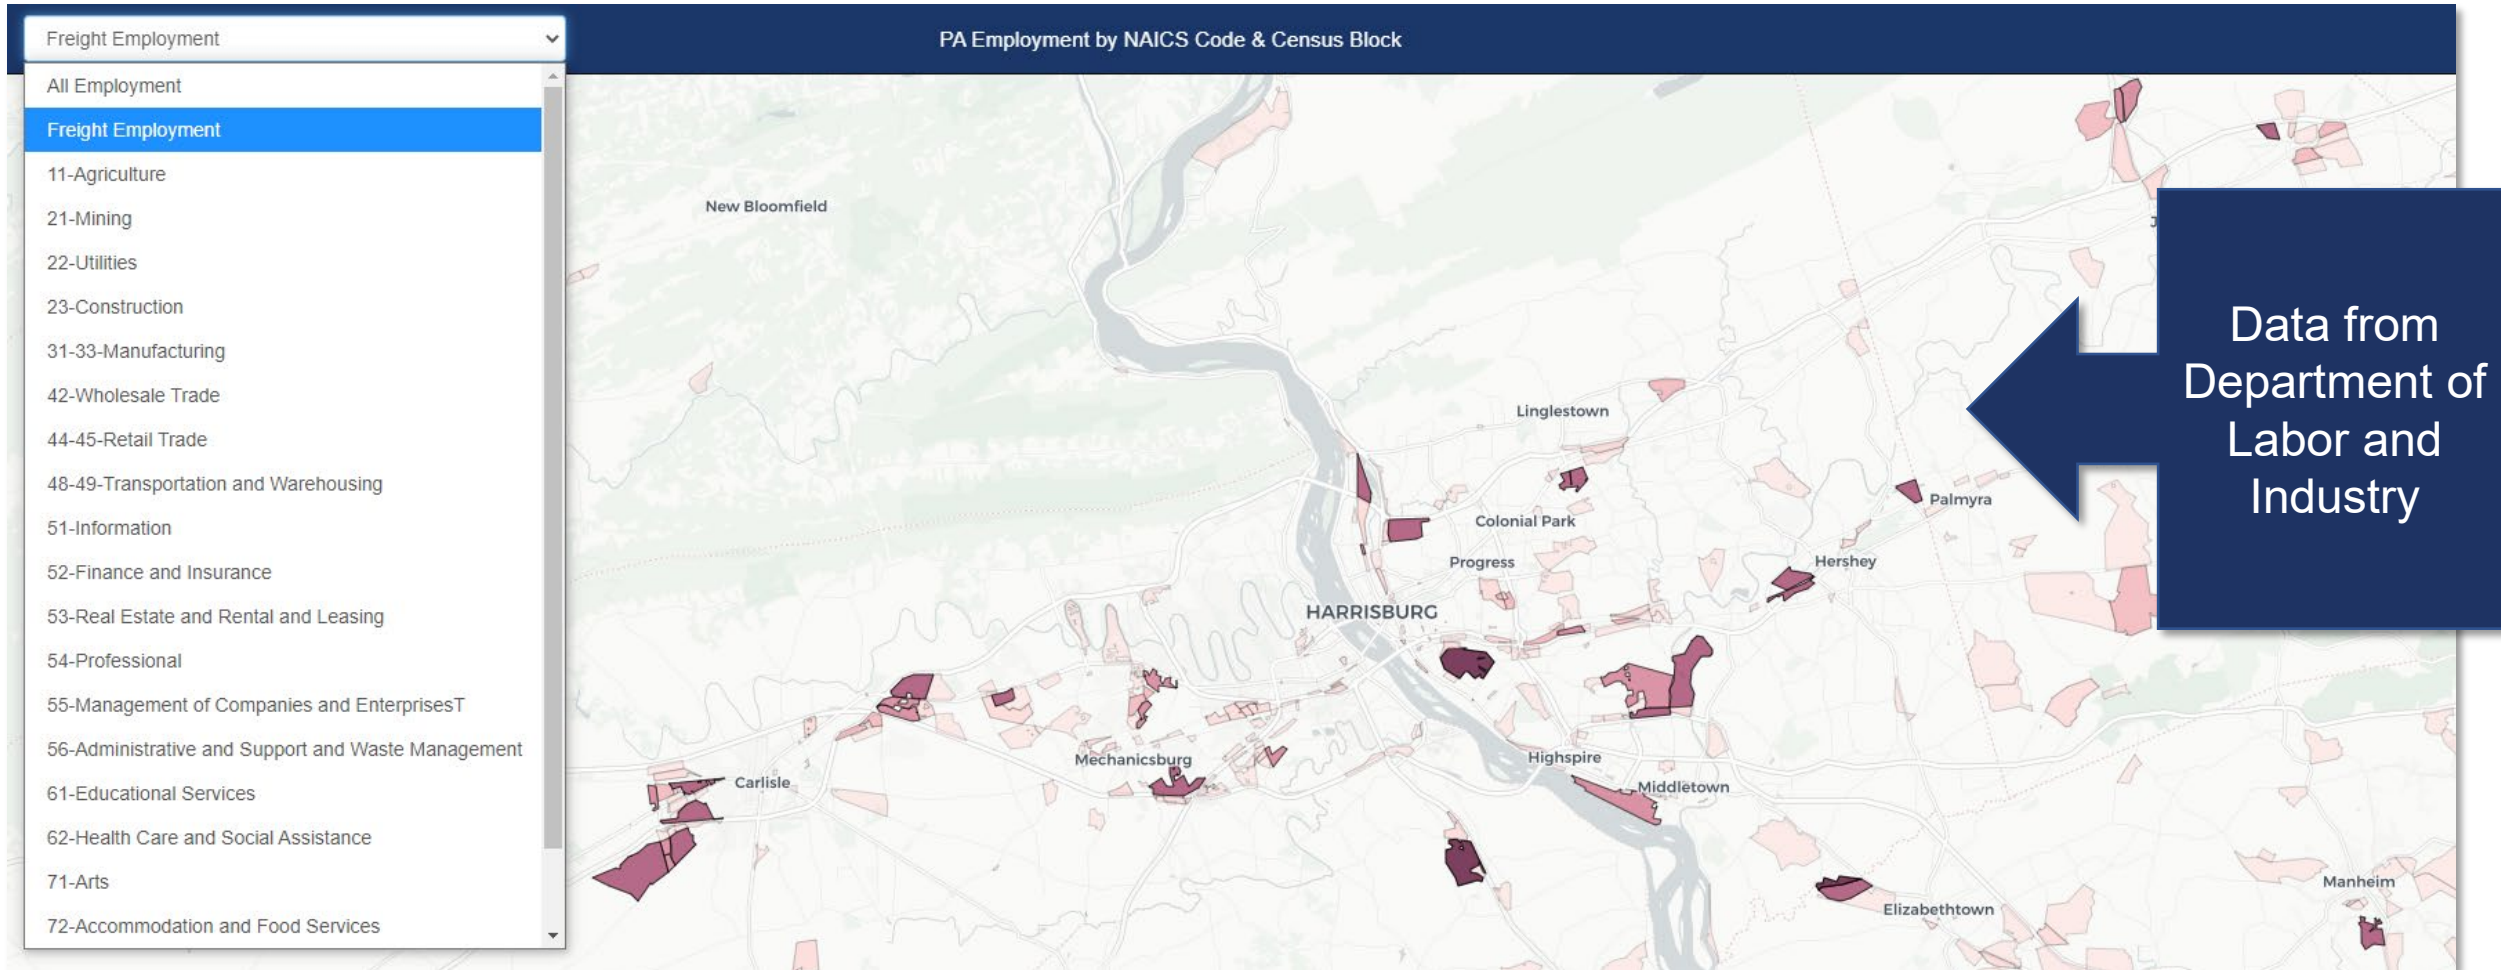 Freight Employment
PA Employment by NAICS Code & Census Block
All Employment
Freight Employment
11-Agriculture
21-Mining
22-Utilities
23-Construction
31-33-Manufacturing
42-Wholesale Trade
44-45-Retail Trade
48-49-Transportation and Warehousing
51-Information
52-Finance and Insurance
53-Real Estate and Rental and Leasing
54-Professional
55-Management of Companies and EnterprisesT
56-Administrative and Support and Waste Management
61-Educational Services
62-Health Care and Social Assistance
71-Arts
72-Accommodation and Food Services
New Bloomfield
Linglestown
Colonial Park
Palmyra
Progress
Hershey
HARRISBURG
Mechanicsburg
Highspire
Carlisle
Middletown
Manheim
Elizabethtown
Data from
Department of
Labor and
Industry